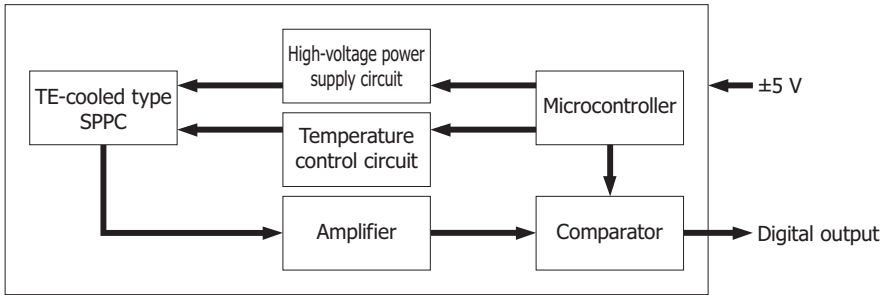 High-voltage power
supply circuit
TE-cooled type
SPPC
Microcontroller
±5 V
Temperature
control circuit
Amplifier
Comparator
Digital output